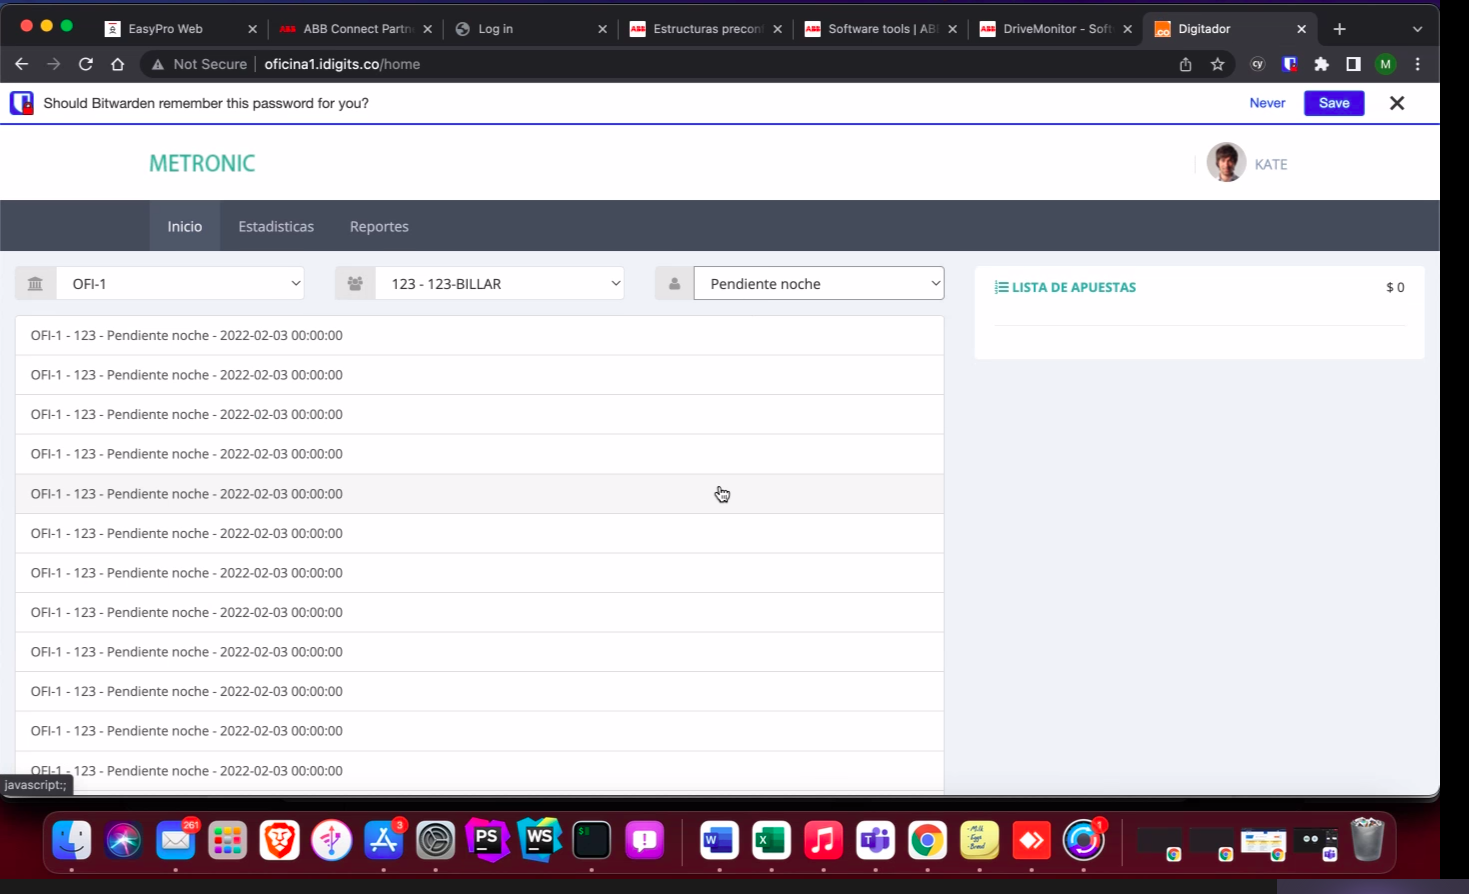 EasyPro Web
ABB Connect Partn
Log in
Estructuras precon
Software tools | AB
DriveMonitor - Soft
Digitador
Not Secure
oficina1.idigits.co/home
cy
M
Should Bitwarden remember this password for you?
Never
Save
METRONIC
KATE
Inicio
Estadisticas
Reportes
OFI-1
123 - 123-BILLAR
Pendiente noche
LISTA DE APUESTAS
$ 0
OFI-1 - 123 - Pendiente noche - 2022-02-03 00:00:00
OFI-1 - 123 - Pendiente noche - 2022-02-03 00:00:00
OFI-1 - 123 - Pendiente noche - 2022-02-03 00:00:00
OFI-1 - 123 - Pendiente noche - 2022-02-03 00:00:00
OFI-1 - 123 - Pendiente noche - 2022-02-03 00:00:00
OFI-1 - 123 - Pendiente noche - 2022-02-03 00:00:00
OFI-1 - 123 - Pendiente noche - 2022-02-03 00:00:00
OFI-1 - 123 - Pendiente noche - 2022-02-03 00:00:00
OFI-1 - 123 - Pendiente noche - 2022-02-03 00:00:00
OFI-1 - 123 - Pendiente noche - 2022-02-03 00:00:00
OFI-1 - 123 - Pendiente noche - 2022-02-03 00:00:00
OFI-1 - 123 - Pendiente noche - 2022-02-03 00:00:00
javascript:;
261
3
PS
WS
1